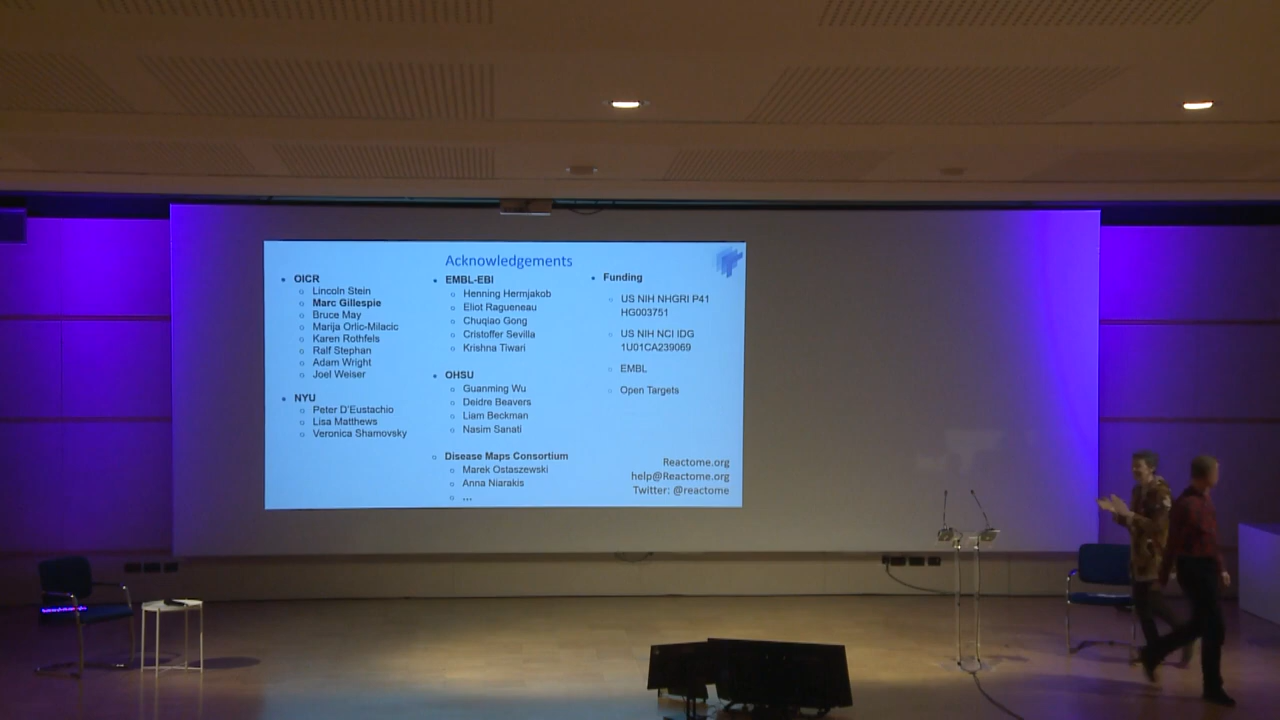 Acknowledgements
• OICR
○ Lincoln Stein
○ Marc Gillespie
○ Bruce May
○ Marija Orlic-Milacic
○ Karen Rothfels
○ Ralf Stephan
○ Adam Wright
○ Joel Weiser
• NYU
○ Peter D'Eustachio
○ Lisa Matthews
○ Veronica Shamovsky
• EMBL-EBI
○ Henning Hermjakob
○ Eliot Ragueneau
○ Chuqiao Gong
○ Cristoffer Sevilla
○ Krishna Tiwari
• OHSU
○ Guanming Wu
○ Deidre Beavers
○ Liam Beckman
○ Nasim Sanati
○ Disease Maps Consortium
○ Marek Ostaszewski
○ Anna Niarakis
○ ...
• Funding
○ US NIH NHGRI P41
HG003751
○ US NIH NCI IDG
1U01CA239069
○ EMBL
○ Open Targets
Reactome.org
help@Reactome.org
Twitter: @reactome